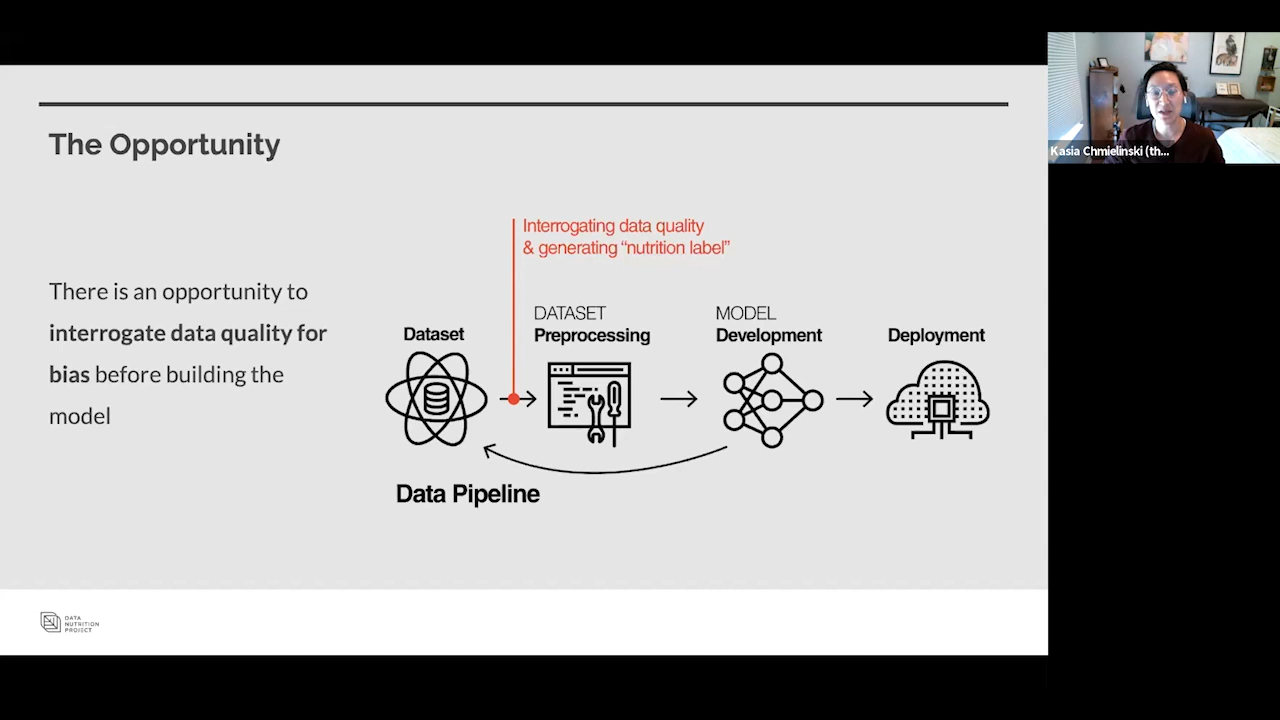 The Opportunity
There is an opportunity to
interrogate data quality for
bias before building the
model
Interrogating data quality
& generating “nutrition label”
Dataset
DATASET
Preprocessing
MODEL
Development
Deployment
Data Pipeline
DATA
NUTRITION
PROJECT
Kasia Chmielinski (th...